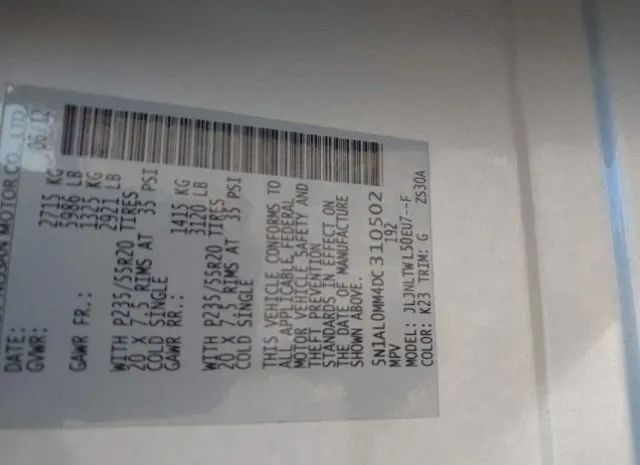 NISSAN MOTOR CO., LTD.
DATE: 06.12
GVWR: 2715 KG
5986 LB
GAWR FR.: 1325 KG
2921 LB
WITH P235/55R20 TIRES
20 X 7.5 RIMS AT 35 PSI
COLD SINGLE
GAWR RR.: 1415 KG
3120 LB
WITH P235/55R20 TIRES
20 X 7.5 RIMS AT 35 PSI
COLD SINGLE
THIS VEHICLE CONFORMS TO
ALL APPLICABLE FEDERAL
MOTOR VEHICLE SAFETY AND
THEFT PREVENTION
STANDARDS IN EFFECT ON
THE DATE OF MANUFACTURE
SHOWN ABOVE.
5N1AL0MM4DC310502
MPV 192
MODEL: JLJNLTWL50EU7--F
COLOR: K23 TRIM: G ZS30A